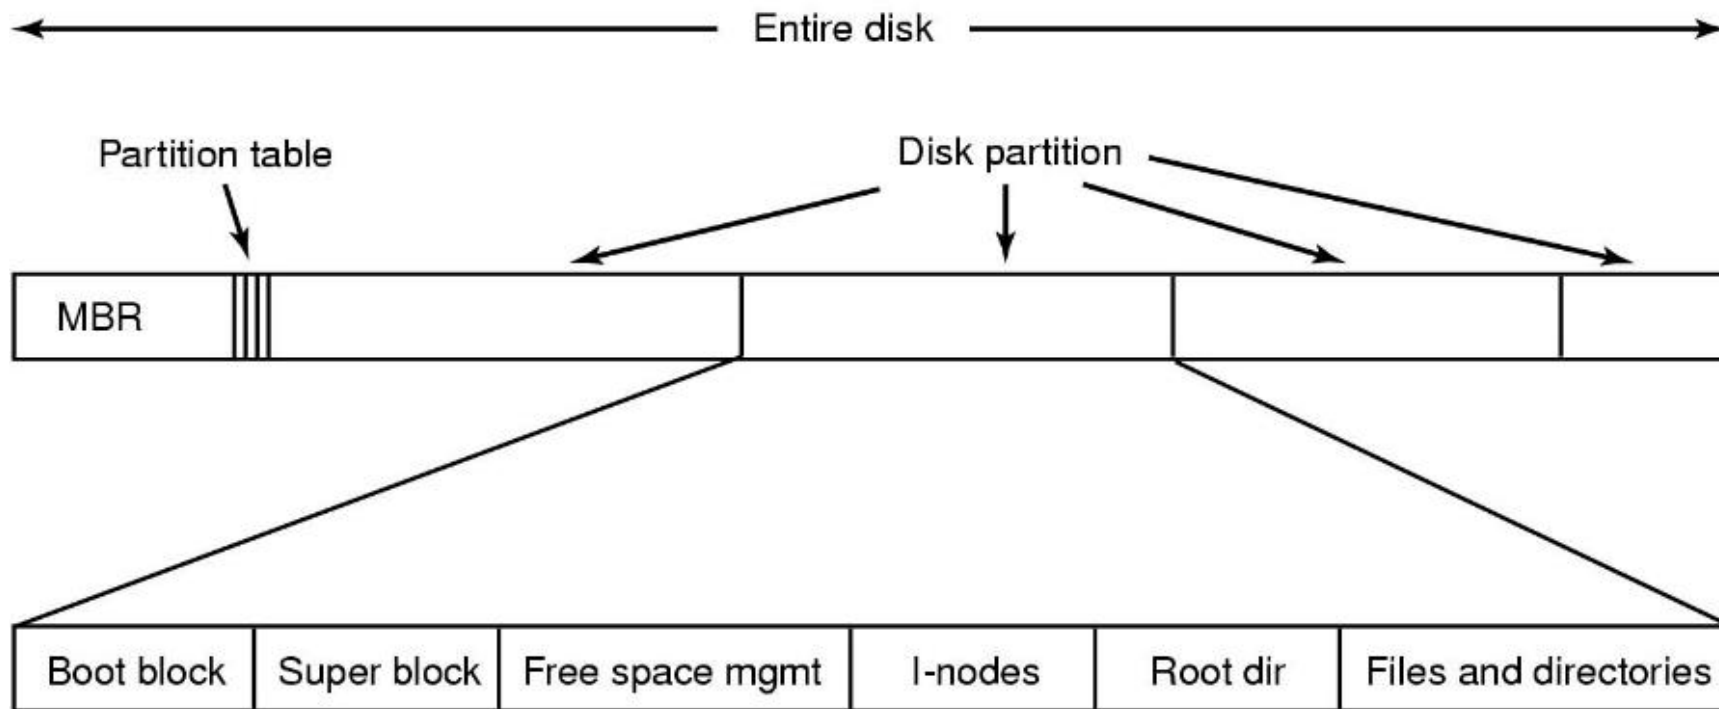 Entire disk
Partition table
Disk partition
MBR
Boot block
Super block
Free space mgmt
I-nodes
Root dir
Files and directories